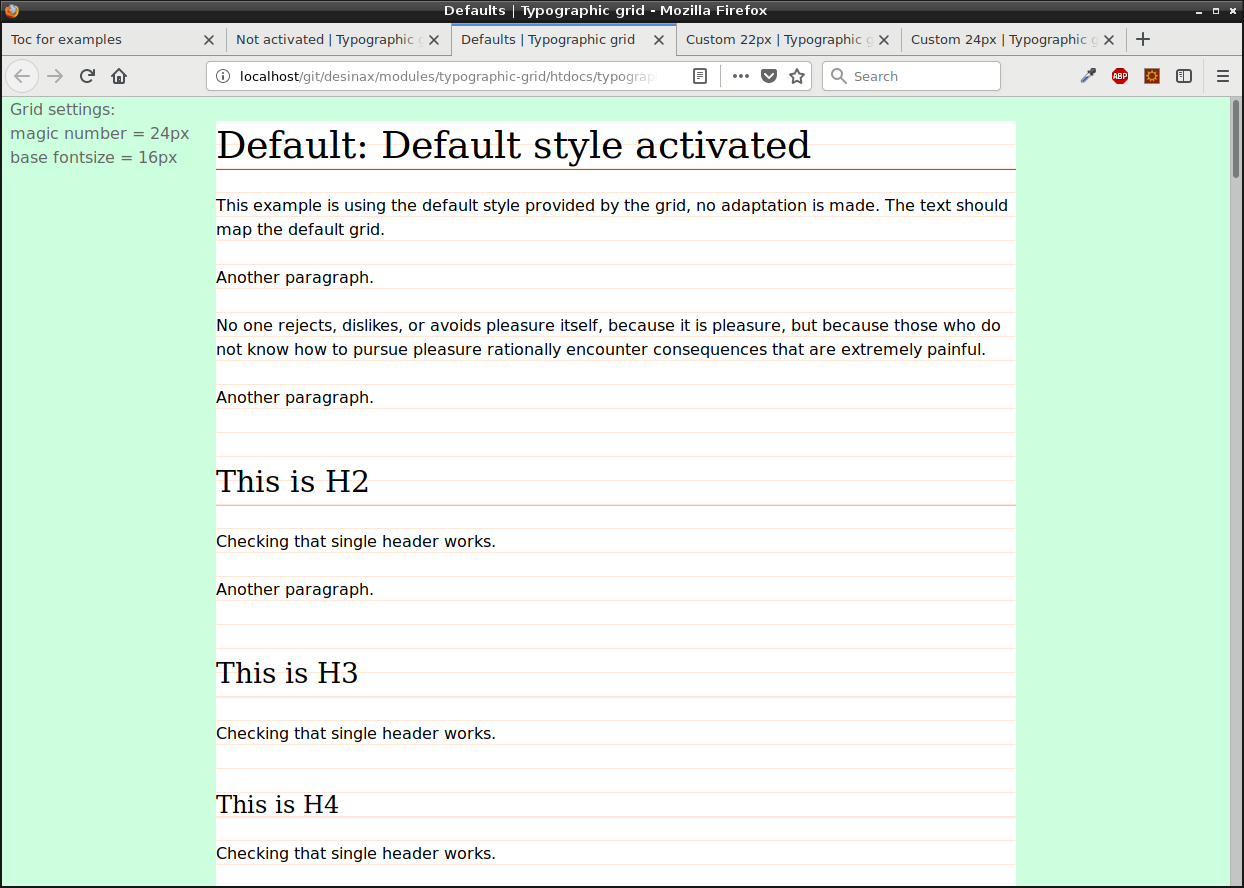 Defaults | Typographic grid - Mozilla Firefox
Toc for examples
Not activated | Typographic
Defaults | Typographic grid
Custom 22px | Typographic
Custom 24px | Typographic
localhost/git/desinax/modules/typographic-grid/htdocs/typograp
Search
ABP
Grid settings:
magic number = 24px
base fontsize = 16px
Default: Default style activated
This example is using the default style provided by the grid, no adaptation is made. The text should
map the default grid.
Another paragraph.
No one rejects, dislikes, or avoids pleasure itself, because it is pleasure, but because those who do
not know how to pursue pleasure rationally encounter consequences that are extremely painful.
Another paragraph.
This is H2
Checking that single header works.
Another paragraph.
This is H3
Checking that single header works.
This is H4
Checking that single header works.